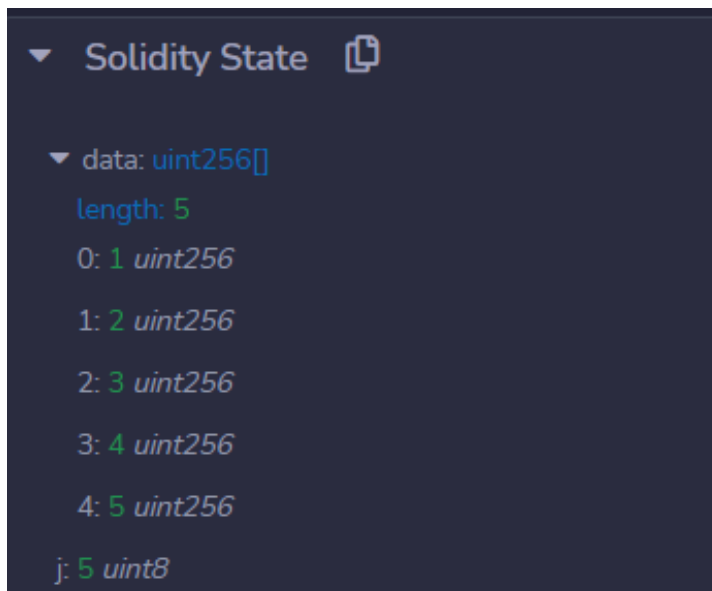 Solidity State
data: uint256[]
length: 5
0: 1 uint256
1: 2 uint256
2: 3 uint256
3: 4 uint256
4: 5 uint256
j: 5 uint8